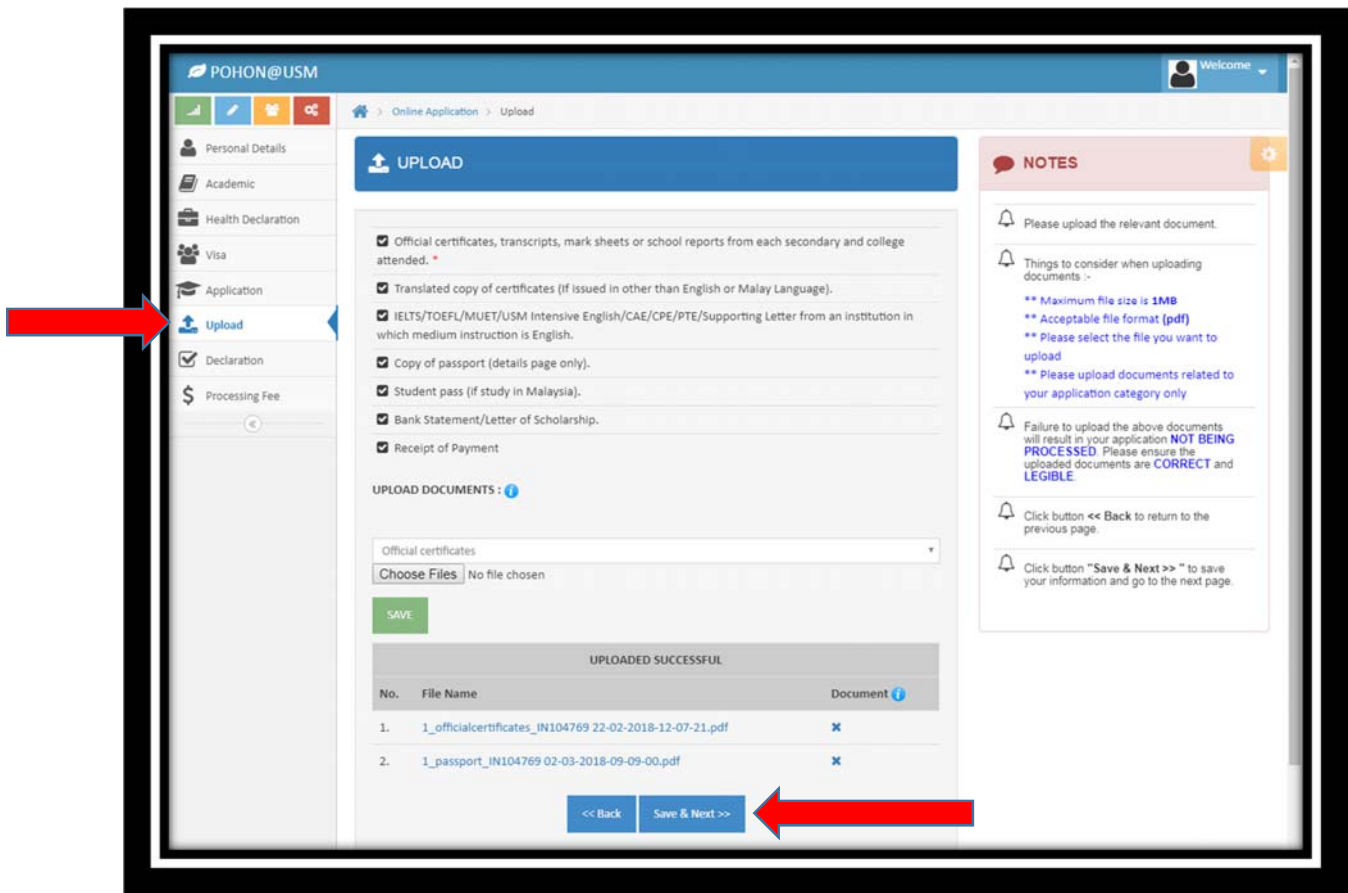 POHON@USM
Welcome
Online Application > Upload
Personal Details
Academic
Health Declaration
Visa
Application
Upload
Declaration
Processing Fee
UPLOAD
Official certificates, transcripts, mark sheets or school reports from each secondary and college
attended. *
Translated copy of certificates (If issued in other than English or Malay Language).
IELTS/TOEFL/MUET/USM Intensive English/CAE/CPE/PTE/Supporting Letter from an institution in
which medium instruction is English.
Copy of passport (details page only).
Student pass (if study in Malaysia).
Bank Statement/Letter of Scholarship.
Receipt of Payment
UPLOAD DOCUMENTS :
Official certificates
Choose Files No file chosen
SAVE
UPLOADED SUCCESSFUL
No. File Name Document
1. 1_officialcertificates_IN104769 22-02-2018-12-07-21.pdf
2. 1_passport_IN104769 02-03-2018-09-09-00.pdf
<< Back Save & Next >>
NOTES
Please upload the relevant document.
Things to consider when uploading
documents :-
** Maximum file size is 1MB
** Acceptable file format (pdf)
** Please select the file you want to
upload
** Please upload documents related to
your application category only
Failure to upload the above documents
will result in your application NOT BEING
PROCESSED. Please ensure the
uploaded documents are CORRECT and
LEGIBLE.
Click button << Back to return to the
previous page.
Click button "Save & Next >> " to save
your information and go to the next page.